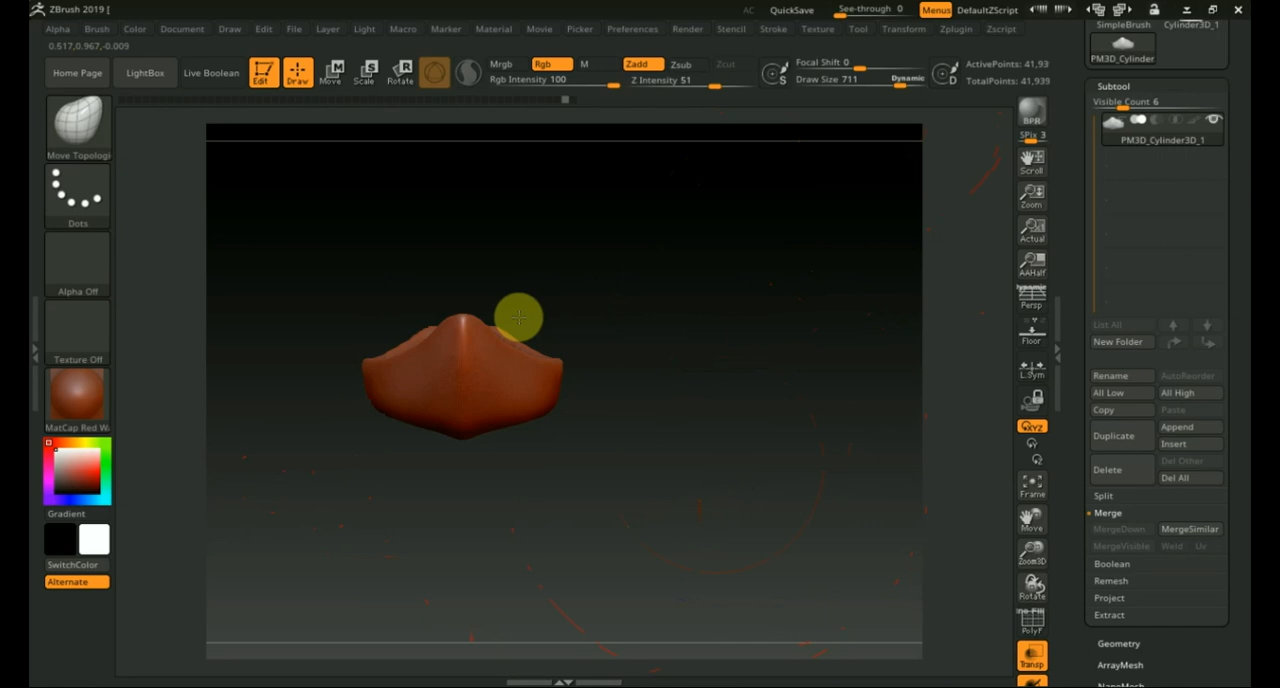 ZBrush 2019 [
AC QuickSave See-through 0 Menus DefaultZScript
Alpha Brush Color Document Draw Edit File Layer Light Macro Marker Material Movie Picker Preferences Render Stencil Stroke Texture Tool Transform Zplugin Zscript
0.517,0.967,-0.009
Home Page LightBox Live Boolean Edit Draw Move Scale Rotate
Mrgb Rgb M Zadd Zsub Zcut
Rgb Intensity 100 Z Intensity 51
Focal Shift 0
Draw Size 711 Dynamic
ActivePoints: 41,93
TotalPoints: 41,939
SimpleBrush Cylinder3D_1
PM3D_Cylinder
Subtool
Visible Count 6
PM3D_Cylinder3D_1
Move Topologi
Dots
Alpha Off
Texture Off
MatCap Red Wa
Gradient
SwitchColor
Alternate
BPR
SPix 3
Scroll
Zoom
Actual
AAHalf
Dynamic
Persp
Floor
L.Sym
XYZ
Frame
Move
Zoom3D
Rotate
Line Fill
PolyF
Transp
List All
New Folder
Rename AutoReorder
All Low All High
Copy Paste
Duplicate Append
Insert
Delete Del Other
Del All
Split
Merge
MergeDown MergeSimilar
MergeVisible Weld Uv
Boolean
Remesh
Project
Extract
Geometry
ArrayMesh
NanoMesh